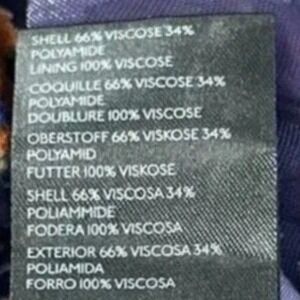 SHELL 66% VISCOSE 34%
POLYAMIDE
LINING 100% VISCOSE
COQUILLE 66% VISCOSE 34%
POLYAMIDE
DOUBLURE 100% VISCOSE
OBERSTOFF 66% VISKOSE 34%
POLYAMID
FUTTER 100% VISKOSE
SHELL 66% VISCOSA 34%
POLIAMMIDE
FODERA 100% VISCOSA
EXTERIOR 66% VISCOSA 34%
POLIAMIDA
FORRO 100% VISCOSA